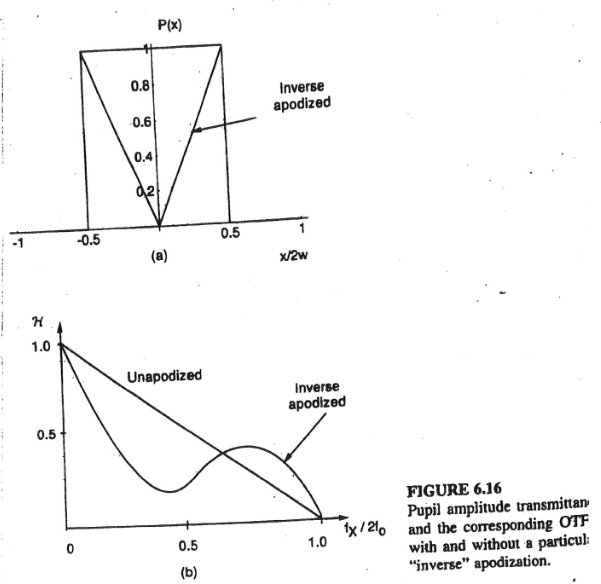 P(x)
1
0.8
0.6
0.4
0.2
Inverse
apodized
-1
-0.5
0.5
1
(a)
x/2w
ℋ
1.0
Unapodized
Inverse
apodized
0.5
fX / 2f0
0
0.5
1.0
(b)
FIGURE 6.16
Pupil amplitude
and the corresponding OTF
with and without a
"inverse" apodization.